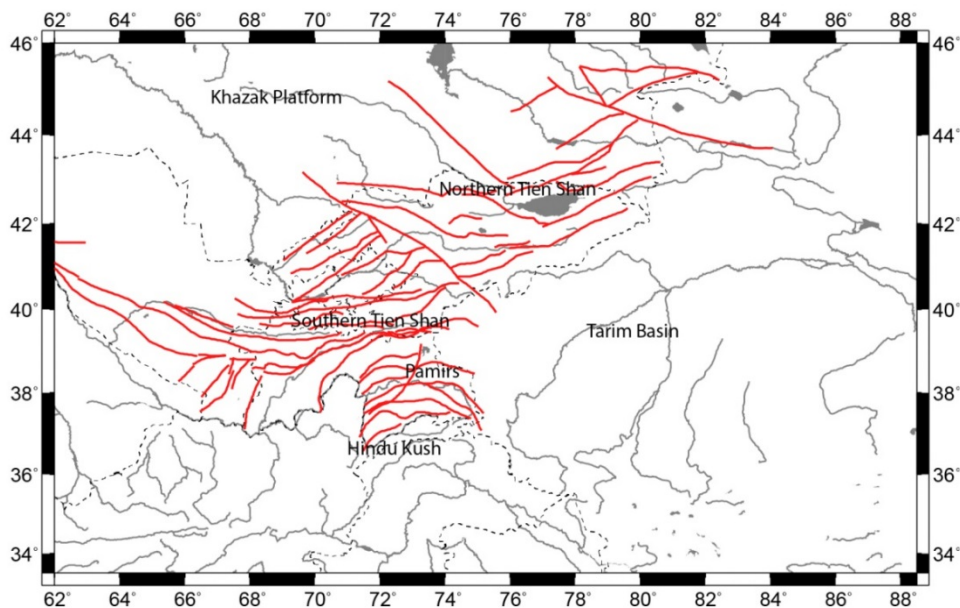 62 66 68 70 72 74 76 78 80 82 84 86 88
46° 46°
Khazak Platform
44° 44°
Northern Tien Shan
42° 42°
40° 40°
Southern Tien Shan
Tarim Basin
Pamirs
38° 38°
Hindu Kush
36° 36°
34° 34°
62 64 66 68 70 72 74 76 78 80 82 84 86 88